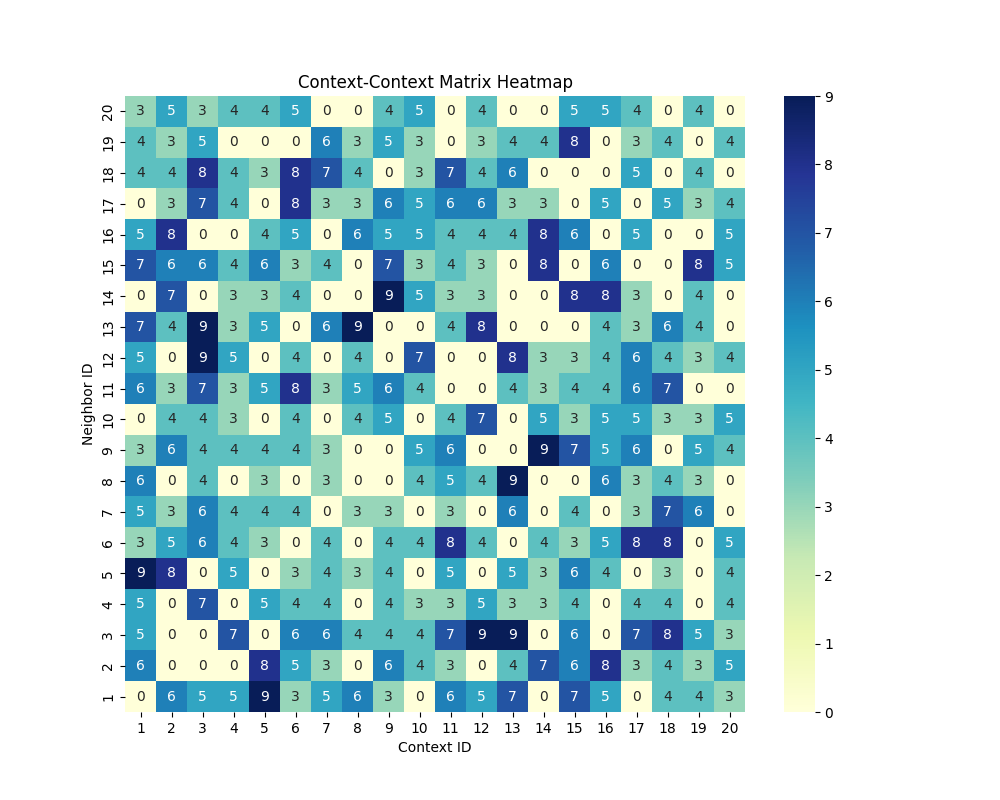 Context-Context Matrix Heatmap
20 3 5 3 4 4 5 0 0 4 5 0 4 0 0 5 5 4 0 4 0
19 4 3 5 0 0 0 6 3 5 3 0 3 4 4 8 0 3 4 0 4
18 4 4 8 4 3 8 7 4 0 3 7 4 6 0 0 0 5 0 4 0
17 0 3 7 4 0 8 3 3 6 5 6 6 3 3 0 5 0 5 3 4
16 5 8 0 0 4 5 0 6 5 5 4 4 4 8 6 0 5 0 0 5
15 7 6 6 4 6 3 4 0 7 3 4 3 0 8 0 6 0 0 8 5
14 0 7 0 3 3 4 0 0 9 5 3 3 0 0 8 8 3 0 4 0
13 7 4 9 3 5 0 6 9 0 0 4 8 0 0 0 4 3 6 4 0
12 5 0 9 5 0 4 0 4 0 7 0 0 8 3 3 4 6 4 3 4
11 6 3 7 3 5 8 3 5 6 4 0 0 4 3 4 4 6 7 0 0
10 0 4 4 3 0 4 0 4 5 0 4 7 0 5 3 5 5 3 3 5
9 3 6 4 4 4 4 3 0 0 5 6 0 0 9 7 5 6 0 5 4
8 6 0 4 0 3 0 3 0 0 4 5 4 9 0 0 6 3 4 3 0
7 5 3 6 4 4 4 0 3 3 0 3 0 6 0 4 0 3 7 6 0
6 3 5 6 4 3 0 4 0 4 4 8 4 0 4 3 5 8 8 0 5
5 9 8 0 5 0 3 4 3 4 0 5 0 5 3 6 4 0 3 0 4
4 5 0 7 0 5 4 4 0 4 3 3 5 3 3 4 0 4 4 0 4
3 5 0 0 7 0 6 6 4 4 4 7 9 9 0 6 0 7 8 5 3
2 6 0 0 0 8 5 3 0 6 4 3 0 4 7 6 8 3 4 3 5
1 0 6 5 5 9 3 5 6 3 0 6 5 7 0 7 5 0 4 4 3
1 2 3 4 5 6 7 8 9 10 11 12 13 14 15 16 17 18 19 20
Context ID
Neighbor ID
9
8
7
6
5
4
3
2
1
0